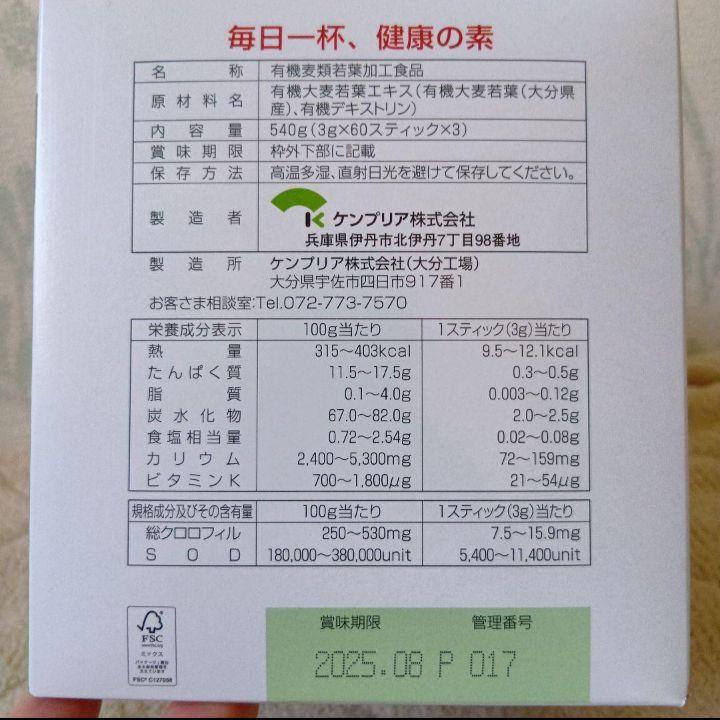 毎日一杯、健康の素
名称 有機麦類若葉加工食品
原材料名 有機大麦若葉エキス(有機大麦若葉(大分県
産)、有機デキストリン)
内容量 540g(3g×60スティック×3)
賞味期限 枠外下部に記載
保存方法 高温多湿、直射日光を避けて保存してください。
製造者 ケンプリア株式会社
兵庫県伊丹市北伊丹7丁目98番地
製造所 ケンプリア株式会社(大分工場)
大分県宇佐市四日市917番1
お客さま相談室:Tel.072-773-7570
栄養成分表示 100g当たり 1スティック(3g)当たり
熱量 315〜403kcal 9.5〜12.1kcal
たんぱく質 11.5〜17.5g 0.3〜0.5g
脂質 0.1〜4.0g 0.003〜0.12g
炭水化物 67.0〜82.0g 2.0〜2.5g
食塩相当量 0.72〜2.54g 0.02〜0.08g
カリウム 2,400〜5,300mg 72〜159mg
ビタミンK 700〜1,800μg 21〜54μg
規格成分及びその含有量 100g当たり 1スティック(3g)当たり
総クロロフィル 250〜530mg 7.5〜15.9mg
SOD 180,000〜380,000unit 5,400〜11,400unit
FSC
www.fsc.org
ミックス
FSC® C127058
賞味期限 管理番号
2025.08 P 017